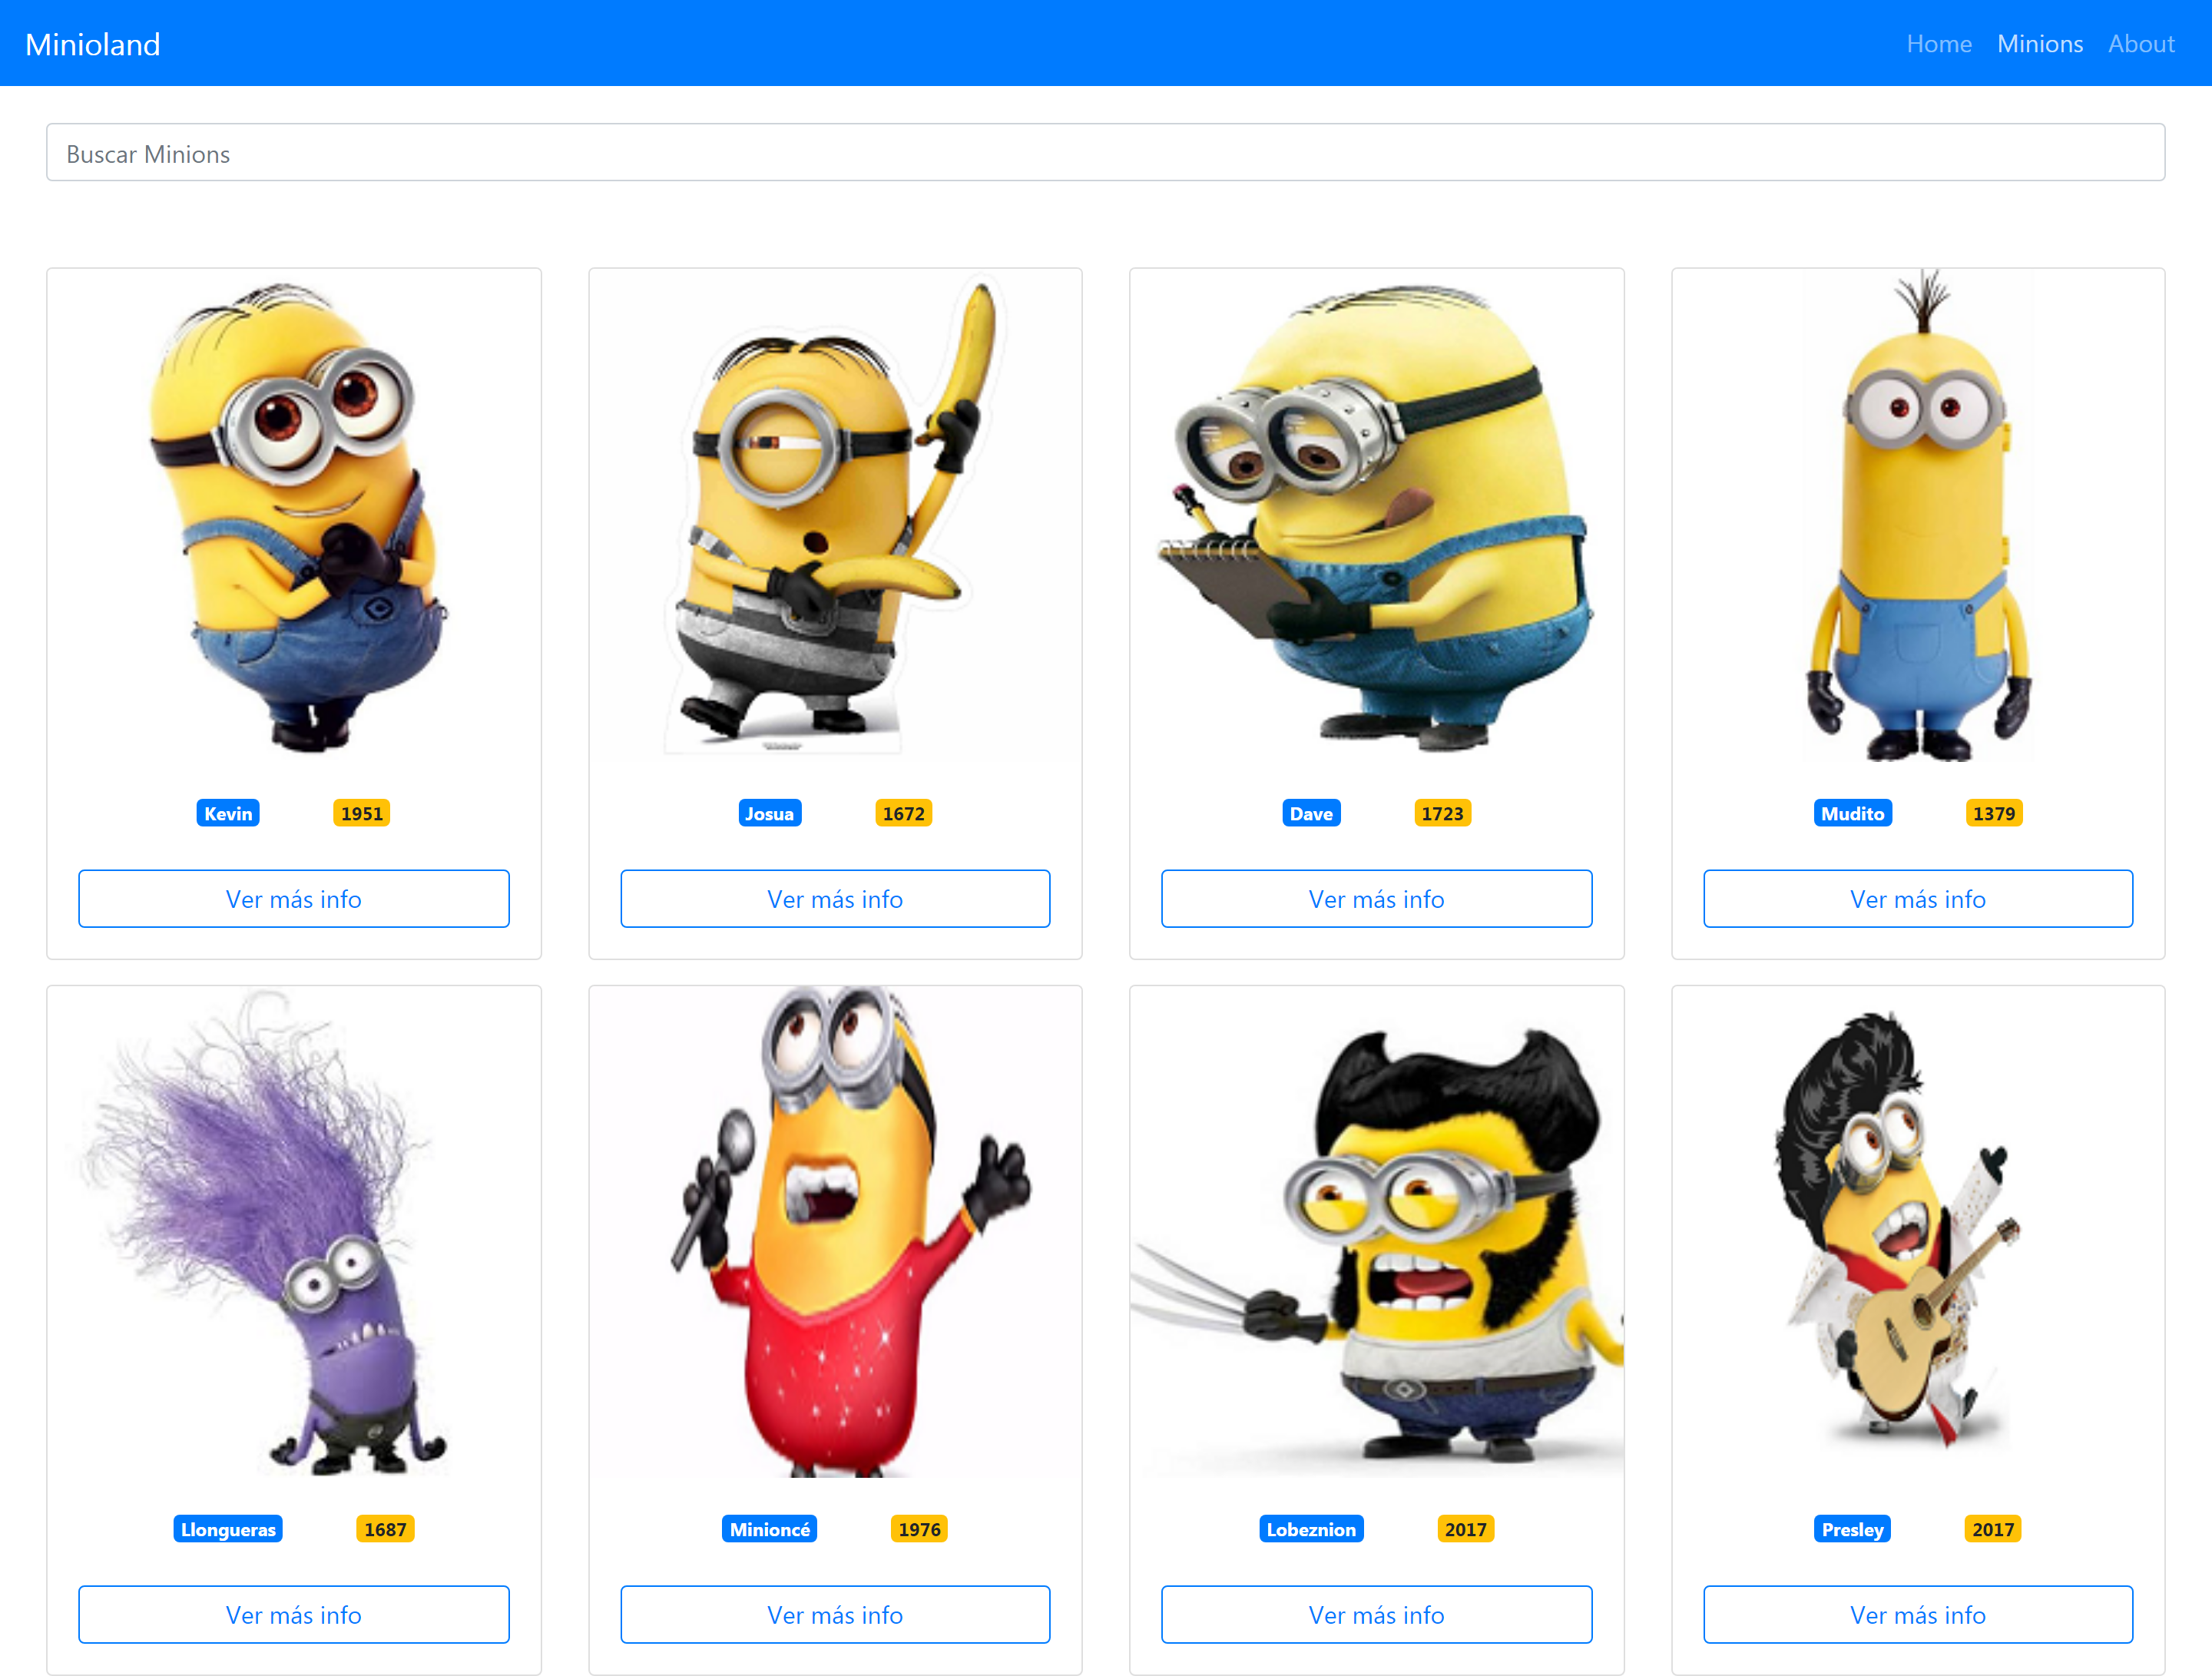 Minioland
Home Minions About
Buscar Minions
Kevin 1951
Josua 1672
Dave 1723
Mudito 1379
Ver más info
Ver más info
Ver más info
Ver más info
Llongueras 1687
Minioncé 1976
Lobeznion 2017
Presley 2017
Ver más info
Ver más info
Ver más info
Ver más info